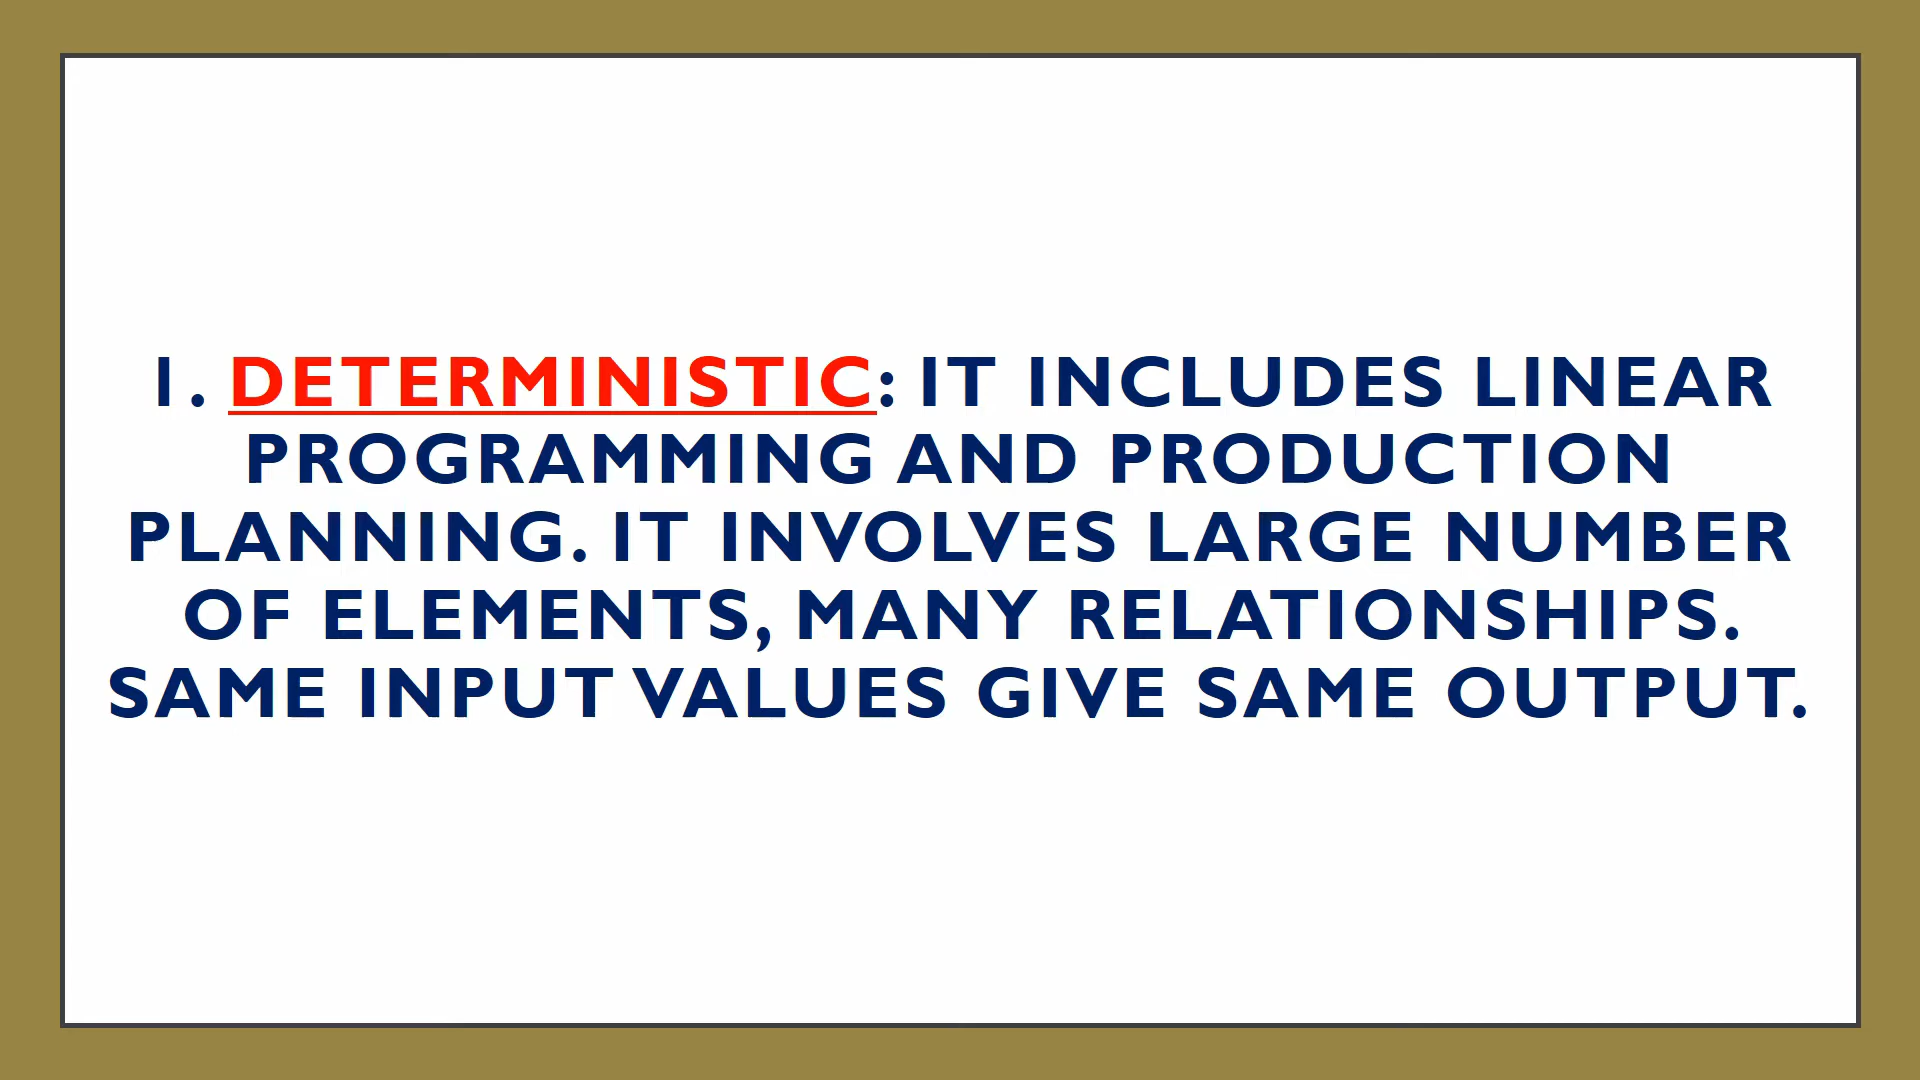 1. DETERMINISTIC: IT INCLUDES LINEAR
PROGRAMMING AND PRODUCTION
PLANNING. IT INVOLVES LARGE NUMBER
OF ELEMENTS, MANY RELATIONSHIPS.
SAME INPUT VALUES GIVE SAME OUTPUT.